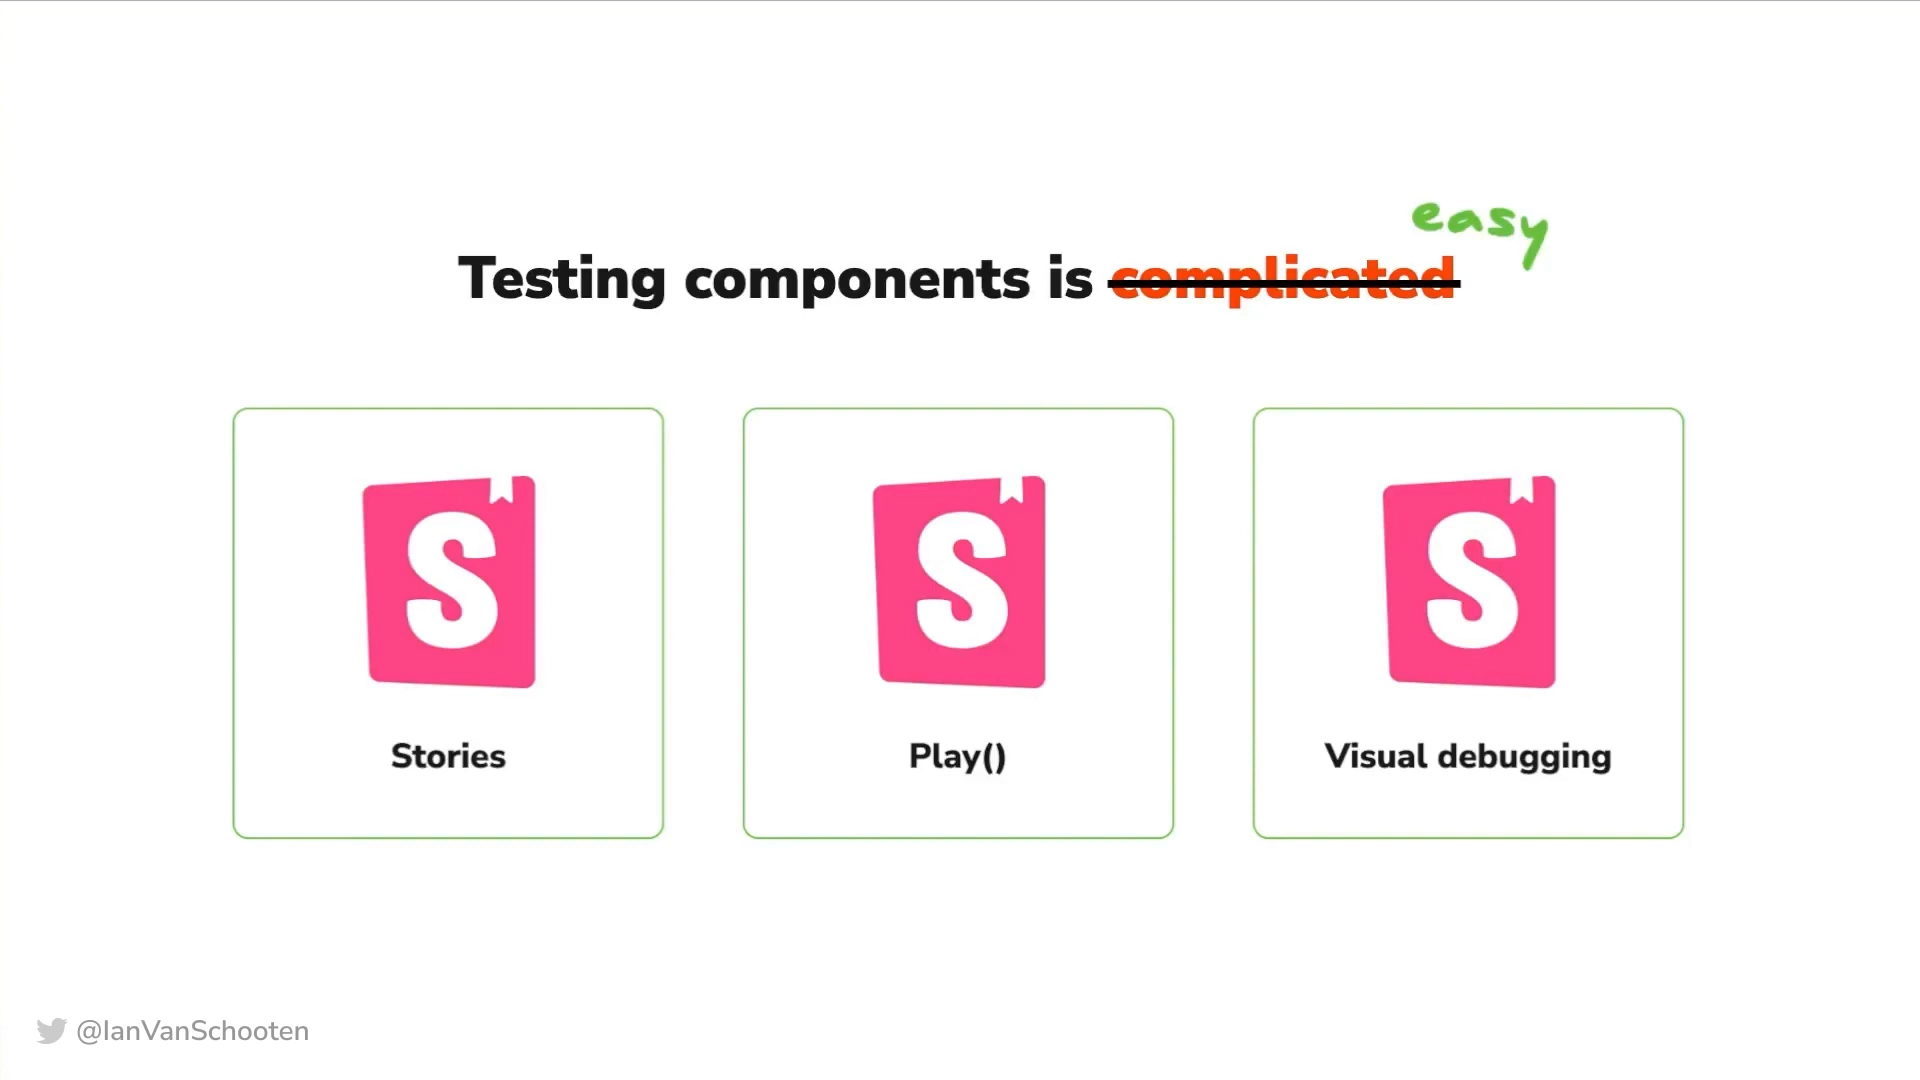 easy
Testing components is complicated
S
S
S
Stories
Play()
Visual debugging
@IanVanSchooten